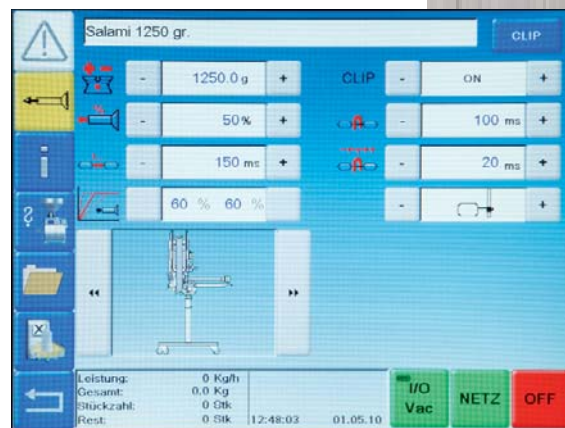 Salami 1250 gr.
CLIP
- 1250.0 g +
CLIP - ON +
% - 50 % +
- 100 ms +
- 150 ms +
- 20 ms +
60 % 60 %
- +
i
?
X
Leistung: 0 Kg/h
Gesamt: 0.0 Kg
Stückzahl: 0 Stk
Rest: 0 Stk
12:48:03
01.05.10
I/O
Vac
NETZ
OFF